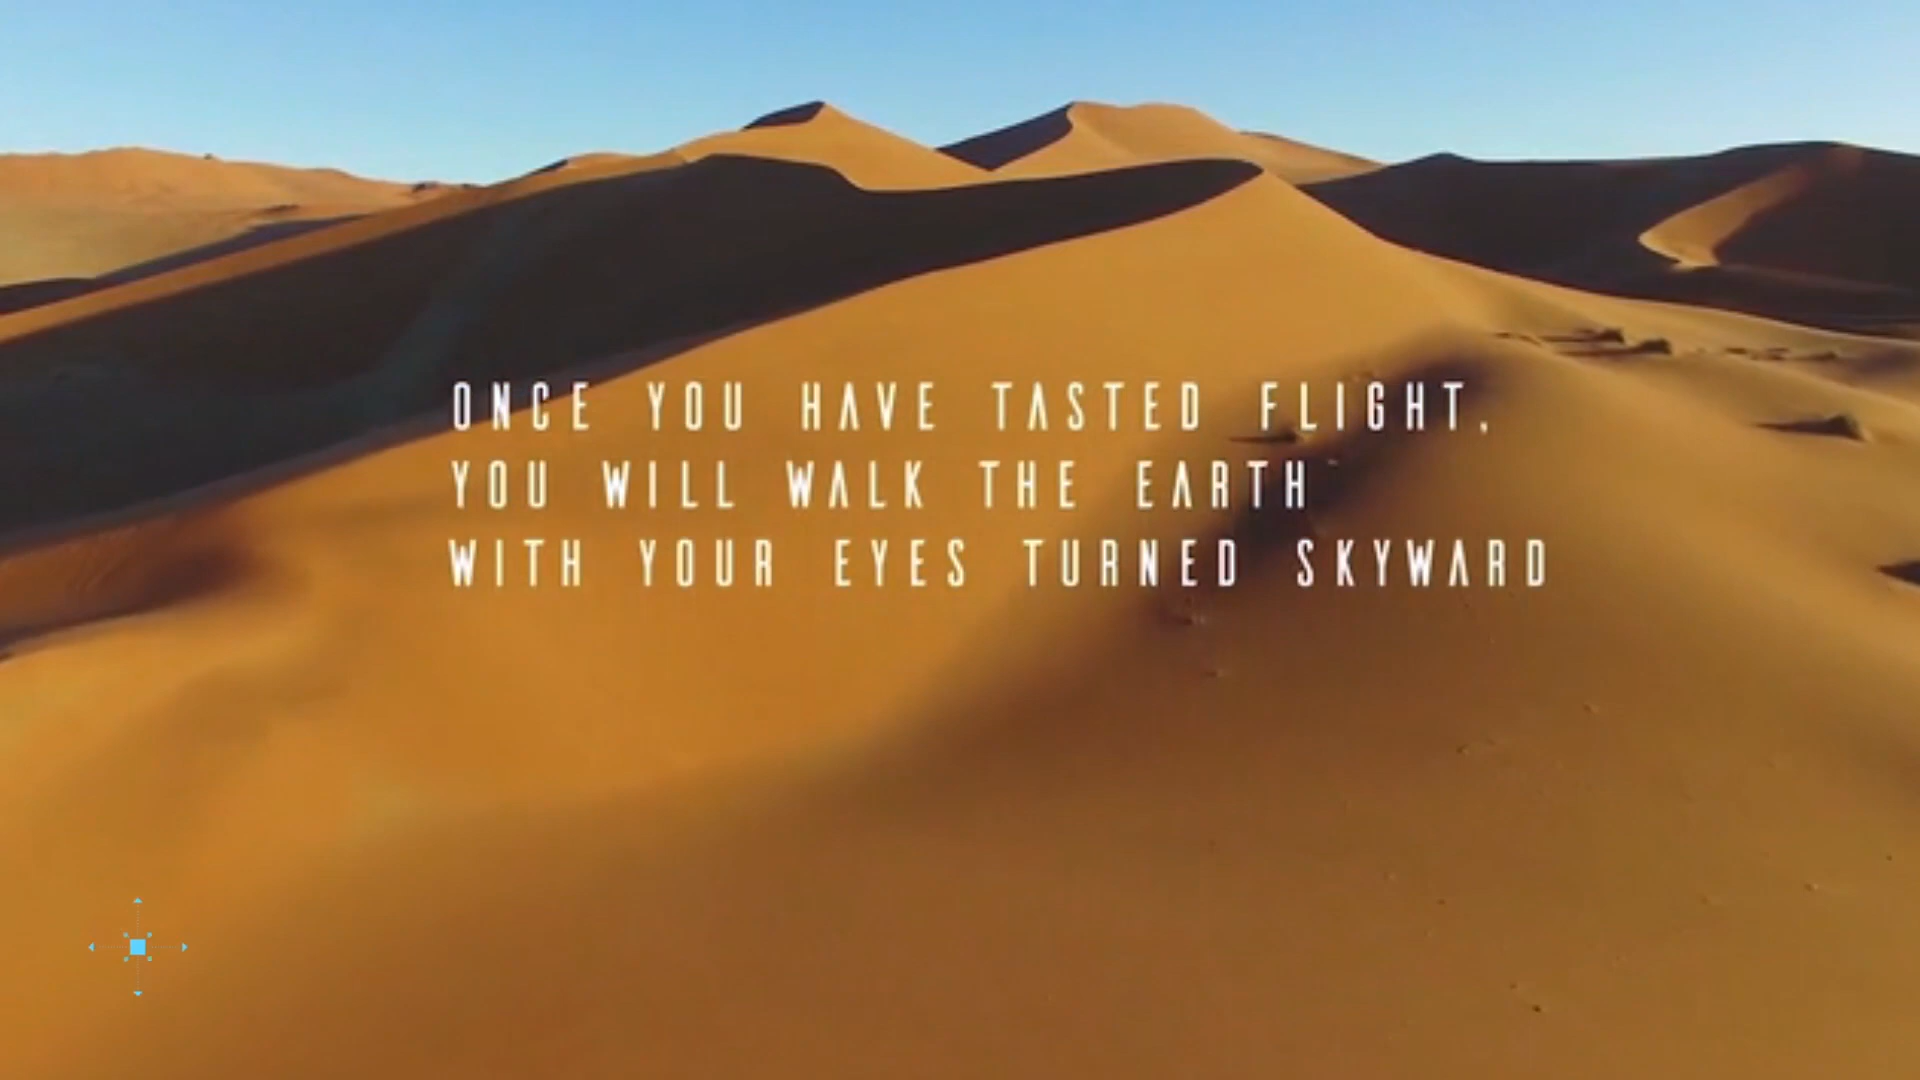 ONCE YOU HAVE TASTED FLIGHT,
YOU WILL WALK THE EARTH
WITH YOUR EYES TURNED SKYWARD